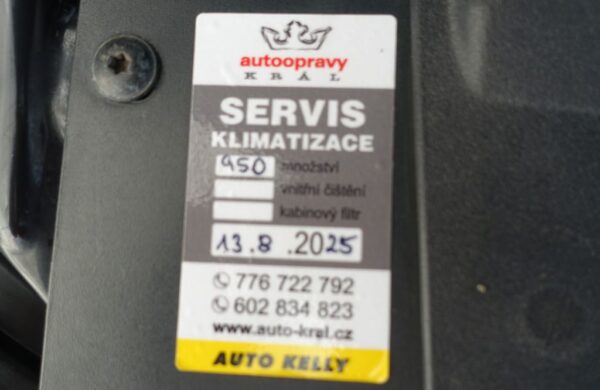 autoopravy
KRÁL
SERVIS
KLIMATIZACE
950 množství
vnitřní čištění
kabinový filtr
13.8.2025
776 722 792
602 834 823
www.auto-kral.cz
AUTO KELLY